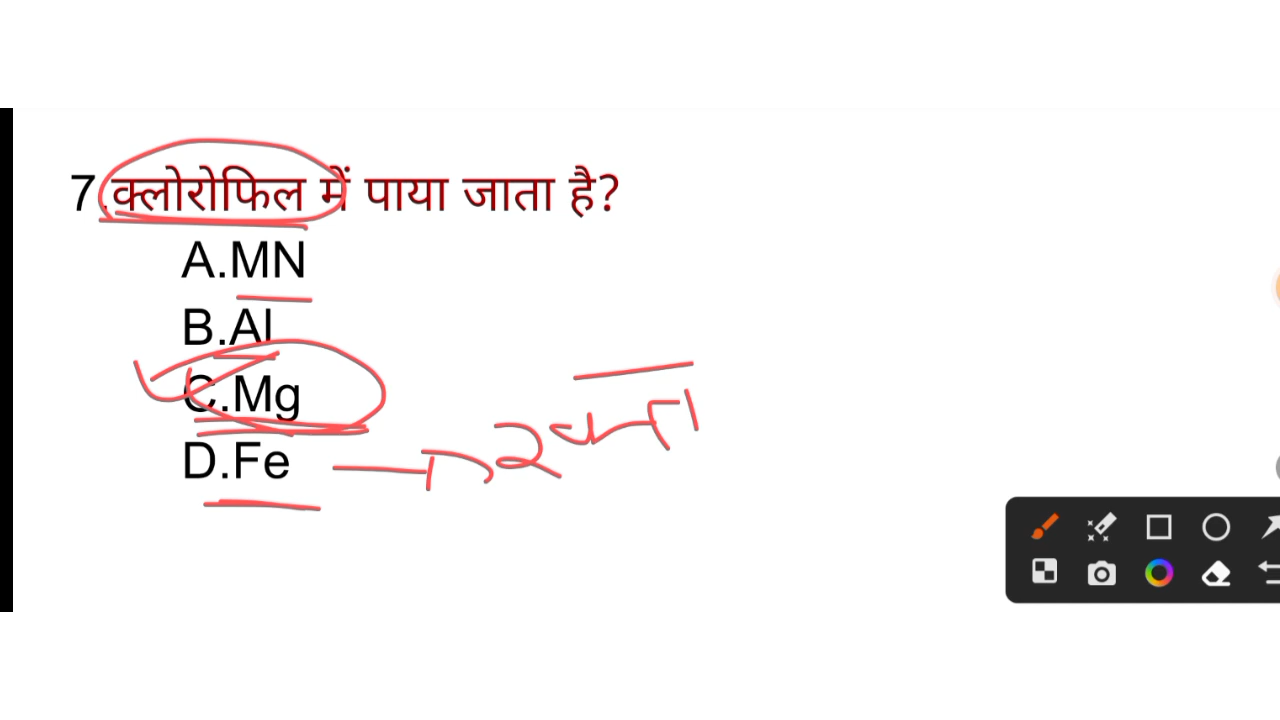 7.क्लोरोफिल में पाया जाता है?
A.MN
B.Al
C.Mg
D.Fe